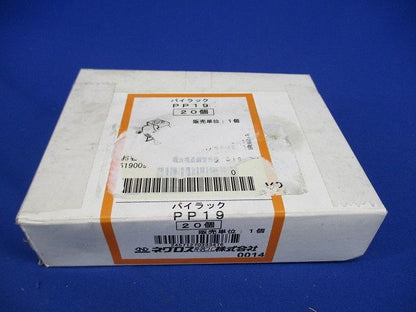 パイラック
PP19
20個
販売単位:1個
0
パイラック
PP19
20個
販売単位:1個
ネグロス電工株式会社
0014